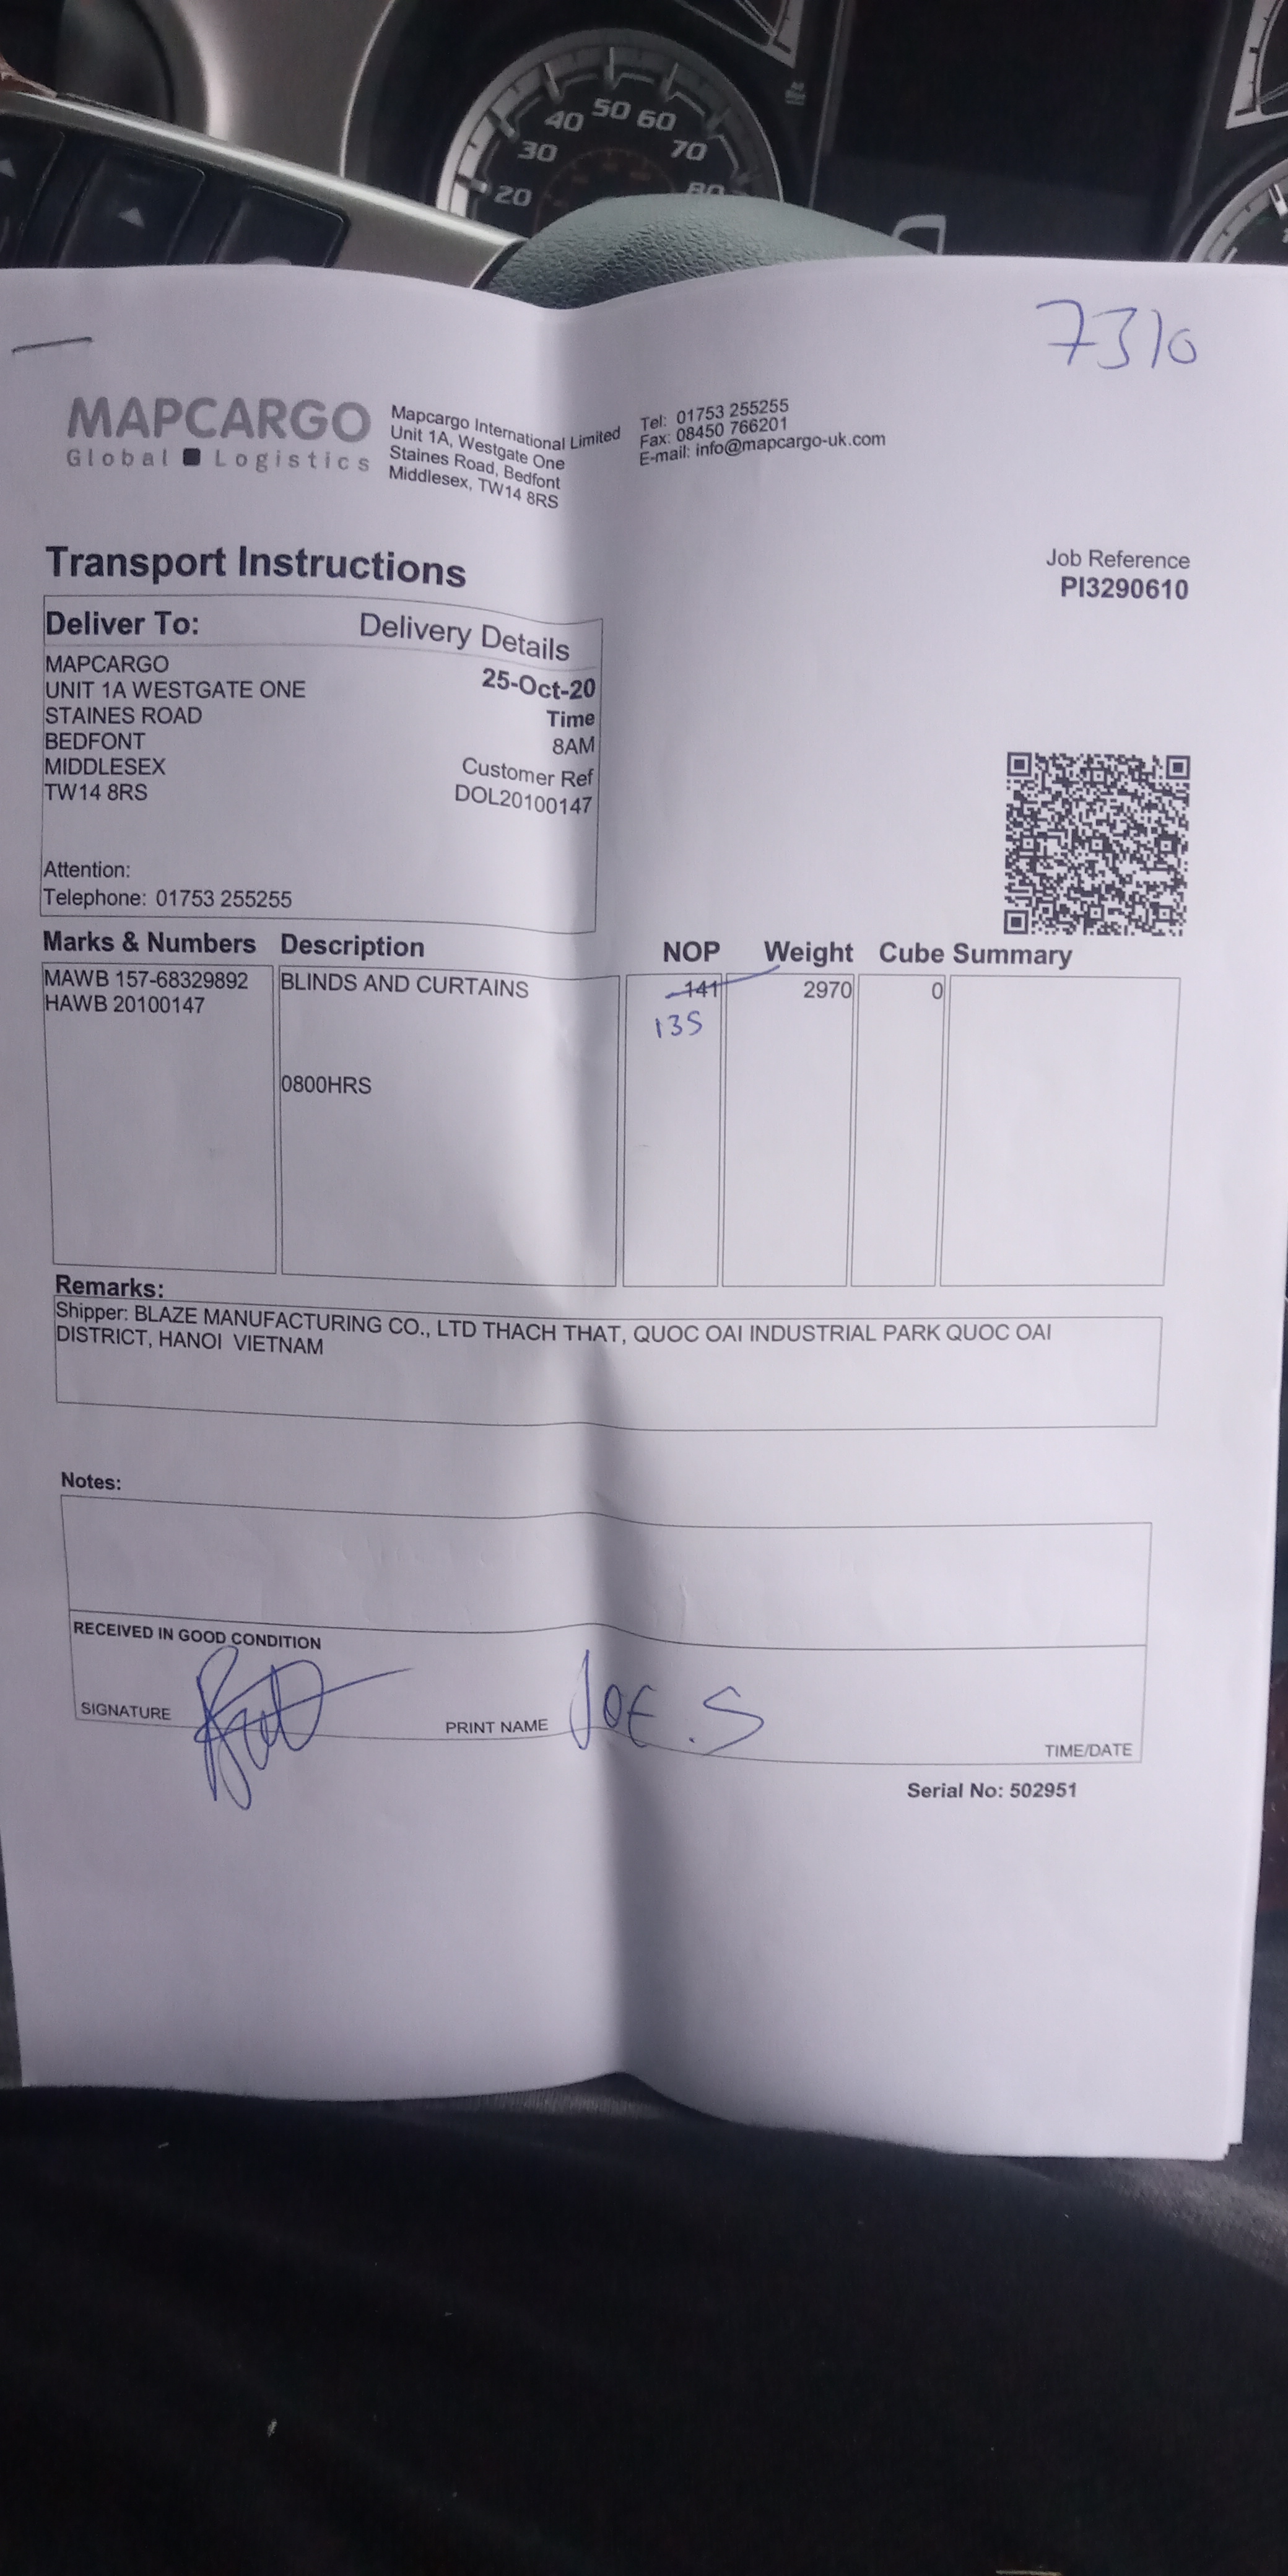 20 30 40 50 60 70 80
7310
MAPCARGO
Global Logistics
Mapcargo International Limited
Unit 1A, Westgate One
Staines Road, Bedfont
Middlesex, TW14 8RS
Tel: 01753 255255
Fax: 08450 766201
E-mail: info@mapcargo-uk.com
Transport Instructions
Job Reference
PI3290610
Deliver To: Delivery Details
MAPCARGO
UNIT 1A WESTGATE ONE
STAINES ROAD
BEDFONT
MIDDLESEX
TW14 8RS
25-Oct-20
Time
8AM
Customer Ref
DOL20100147
Attention:
Telephone: 01753 255255
Marks & Numbers Description NOP Weight Cube Summary
MAWB 157-68329892 BLINDS AND CURTAINS 141 2970 0
HAWB 20100147
135
0800HRS
Remarks:
Shipper: BLAZE MANUFACTURING CO., LTD THACH THAT, QUOC OAI INDUSTRIAL PARK QUOC OAI
DISTRICT, HANOI VIETNAM
Notes:
RECEIVED IN GOOD CONDITION
SIGNATURE
PRINT NAME JOE.S
TIME/DATE
Serial No: 502951